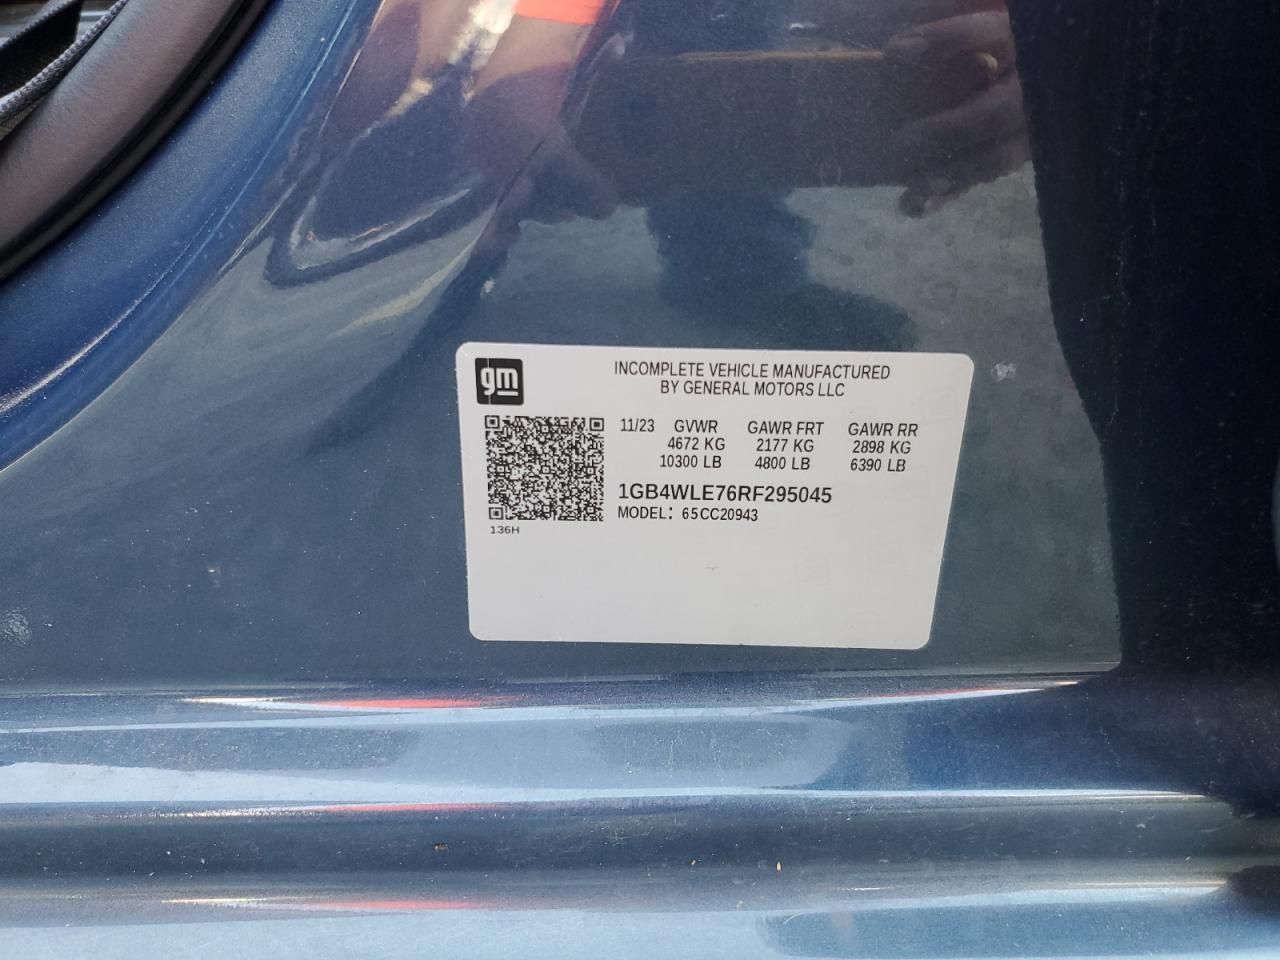 gm
INCOMPLETE VEHICLE MANUFACTURED
BY GENERAL MOTORS LLC
11/23 GVWR GAWR FRT GAWR RR
4672 KG 2177 KG 2898 KG
10300 LB 4800 LB 6390 LB
1GB4WLE76RF295045
MODEL: 65CC20943
136H